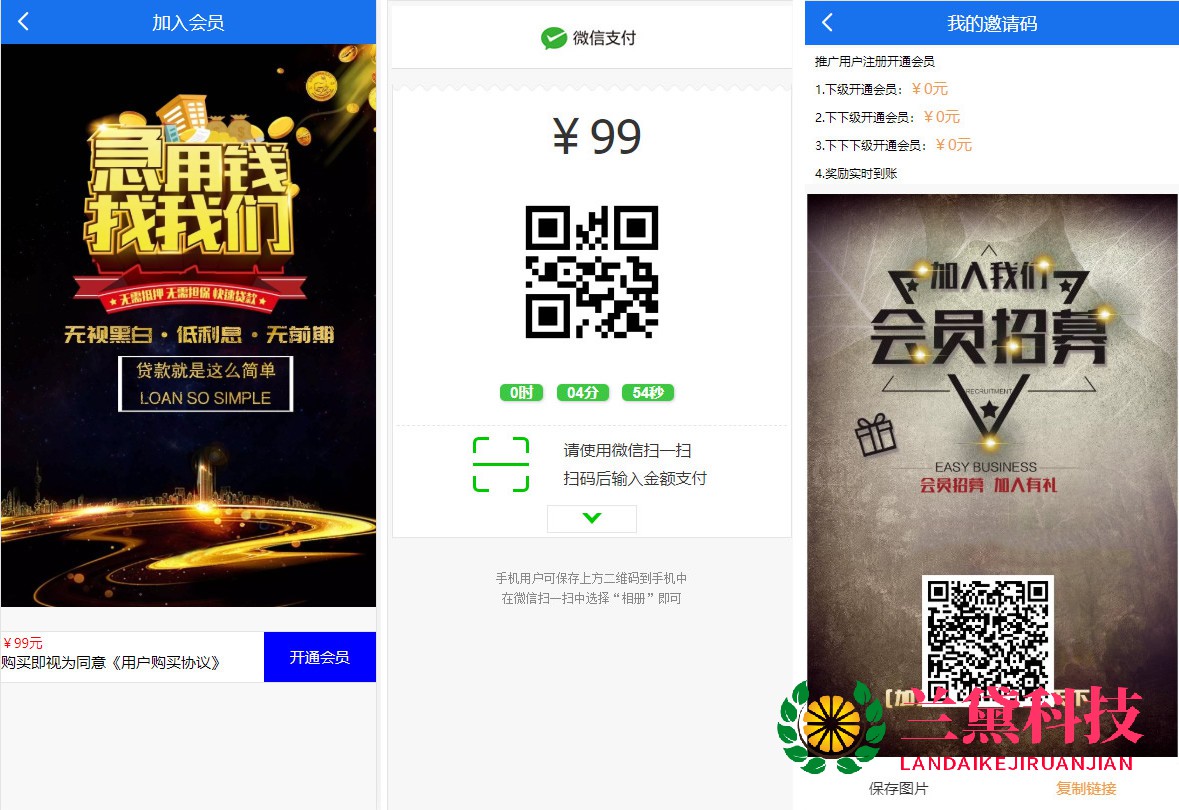 加入会员
急用钱
找我们
无需抵押 无需担保 快速贷款
无视黑白·低利息·无前期
贷款就是这么简单
LOAN SO SIMPLE
￥99元
购买即视为同意《用户购买协议》
开通会员
微信支付
￥99
0时 04分 54秒
请使用微信扫一扫
扫码后输入金额支付
手机用户可保存上方二维码到手机中
在微信扫一扫中选择“相册”即可
我的邀请码
推广用户注册开通会员
1.下级开通会员：￥0元
2.下下级开通会员：￥0元
3.下下下级开通会员：￥0元
4.奖励实时到账
加入我们
会员招募
RECRUITMENT
EASY BUSINESS
会员招募 加入有礼
兰黛科技
LANDAIKEJIRUANJIAN
保存图片
复制链接